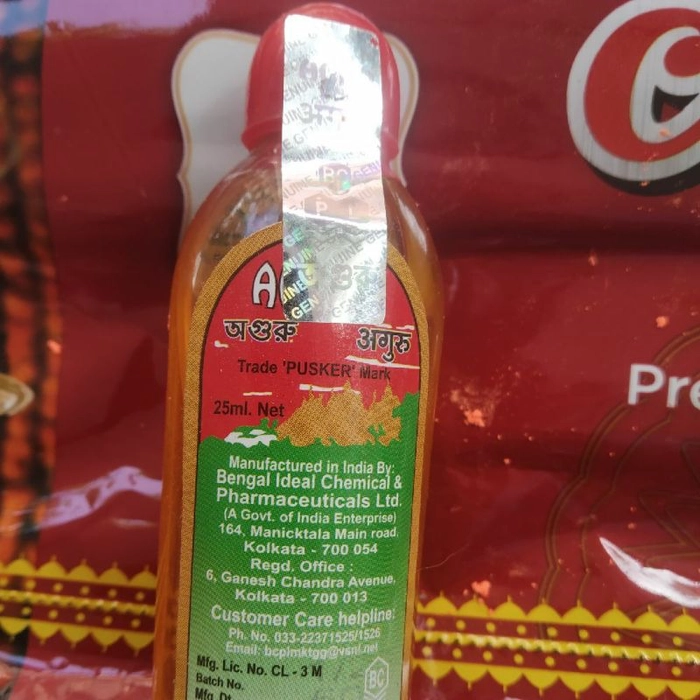 অগুরু अगुरू
Trade 'PUSKER' Mark
25ml. Net
Manufactured in India By:
Bengal Ideal Chemical &
Pharmaceuticals Ltd.
(A Govt. of India Enterprise)
164, Manicktala Main road,
Kolkata - 700 054
Regd. Office :
6, Ganesh Chandra Avenue,
Kolkata - 700 013
Customer Care helpline:
Ph. No. 033-22371525/1526
Email: bcplmktgg@vsnl.net
Mfg. Lic. No. CL - 3 M
BC
Batch No.
Mfg. Dt.
Pre